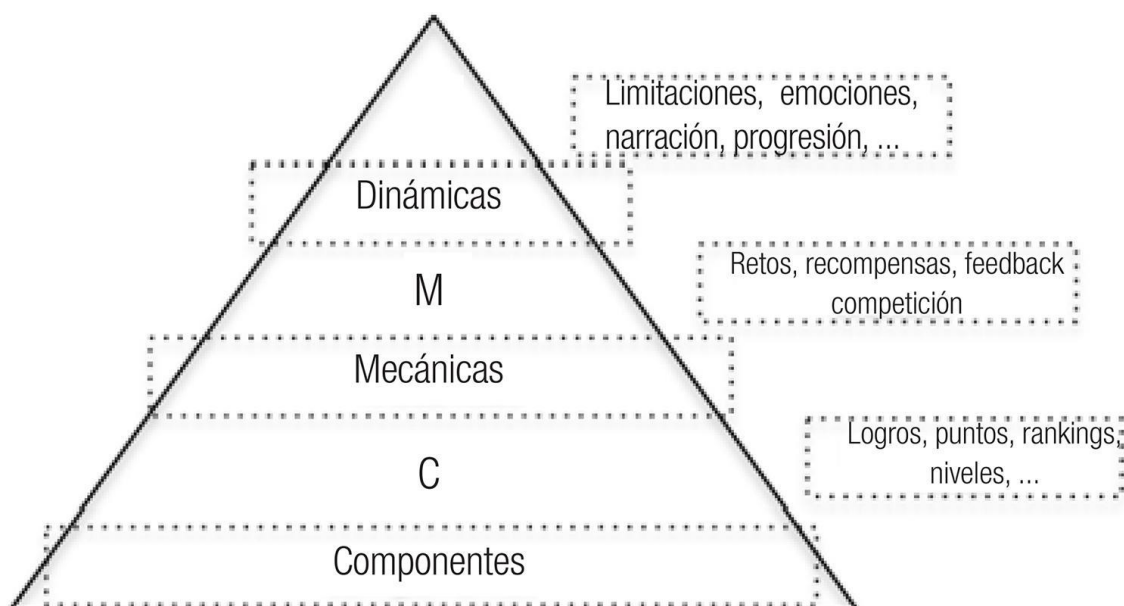 Limitaciones, emociones,
narración, progresión, ...
Dinámicas
Retos, recompensas, feedback
competición
M
Mecánicas
Logros, puntos, rankings,
niveles, ...
C
Componentes